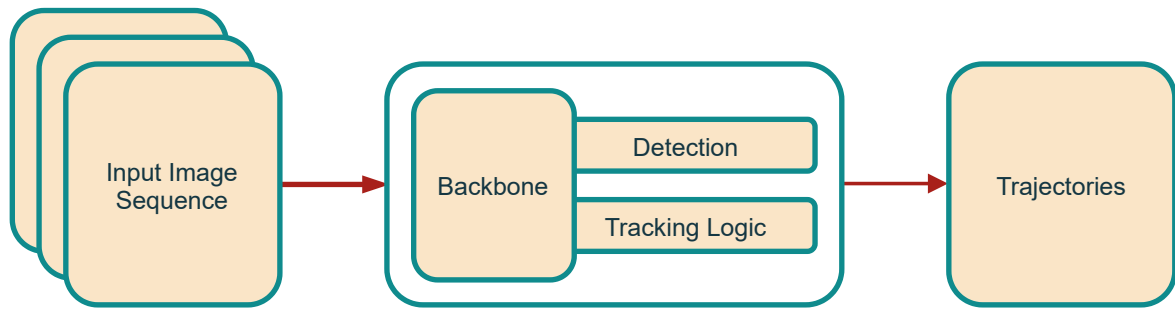 Input Image
Sequence
Backbone
Detection
Tracking Logic
Trajectories